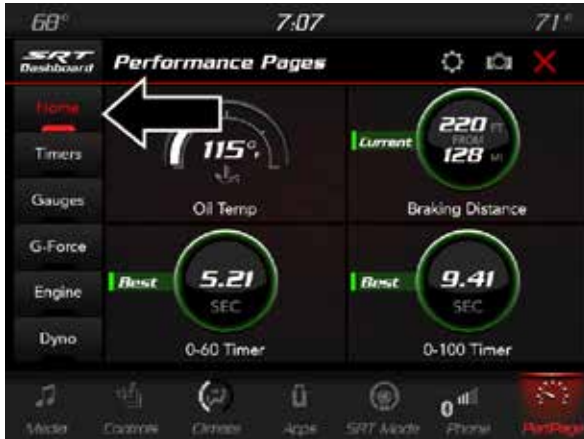 68°
7:07
71°
SRT
Dashboard
Performance Pages
Home
Timers
Gauges
G-Force
Engine
Dyno
115°F
Oil Temp
Current
220 FT
FROM
128 MI
Braking Distance
Best
5.21
SEC
0-60 Timer
Best
9.41
SEC
0-100 Timer
Media
Controls
Climate
Apps
SRT Mode
0
Phone
PerfPage